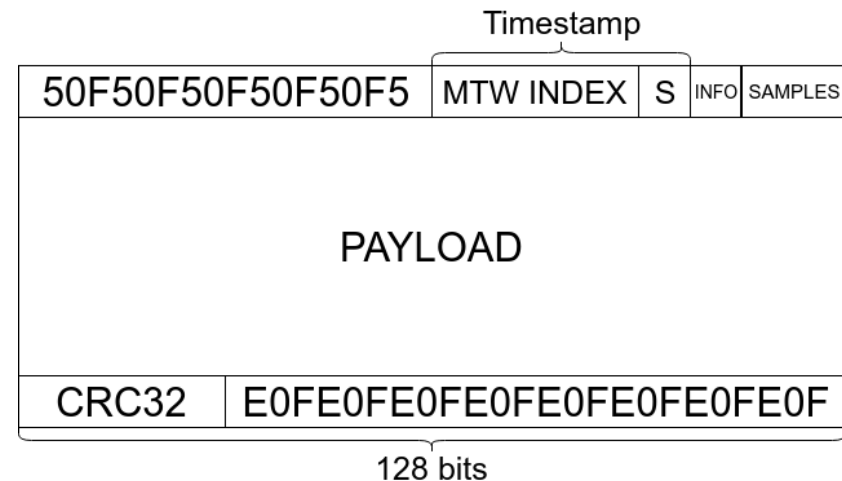 Timestamp
50F50F50F50F50F5 MTW INDEX S INFO SAMPLES
PAYLOAD
CRC32 E0FE0FE0FE0FE0FE0FE0FE0F
128 bits